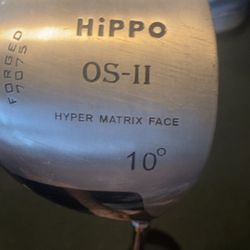 HiPPO
OS-II
HYPER MATRIX FACE
10°
FORGED
7075